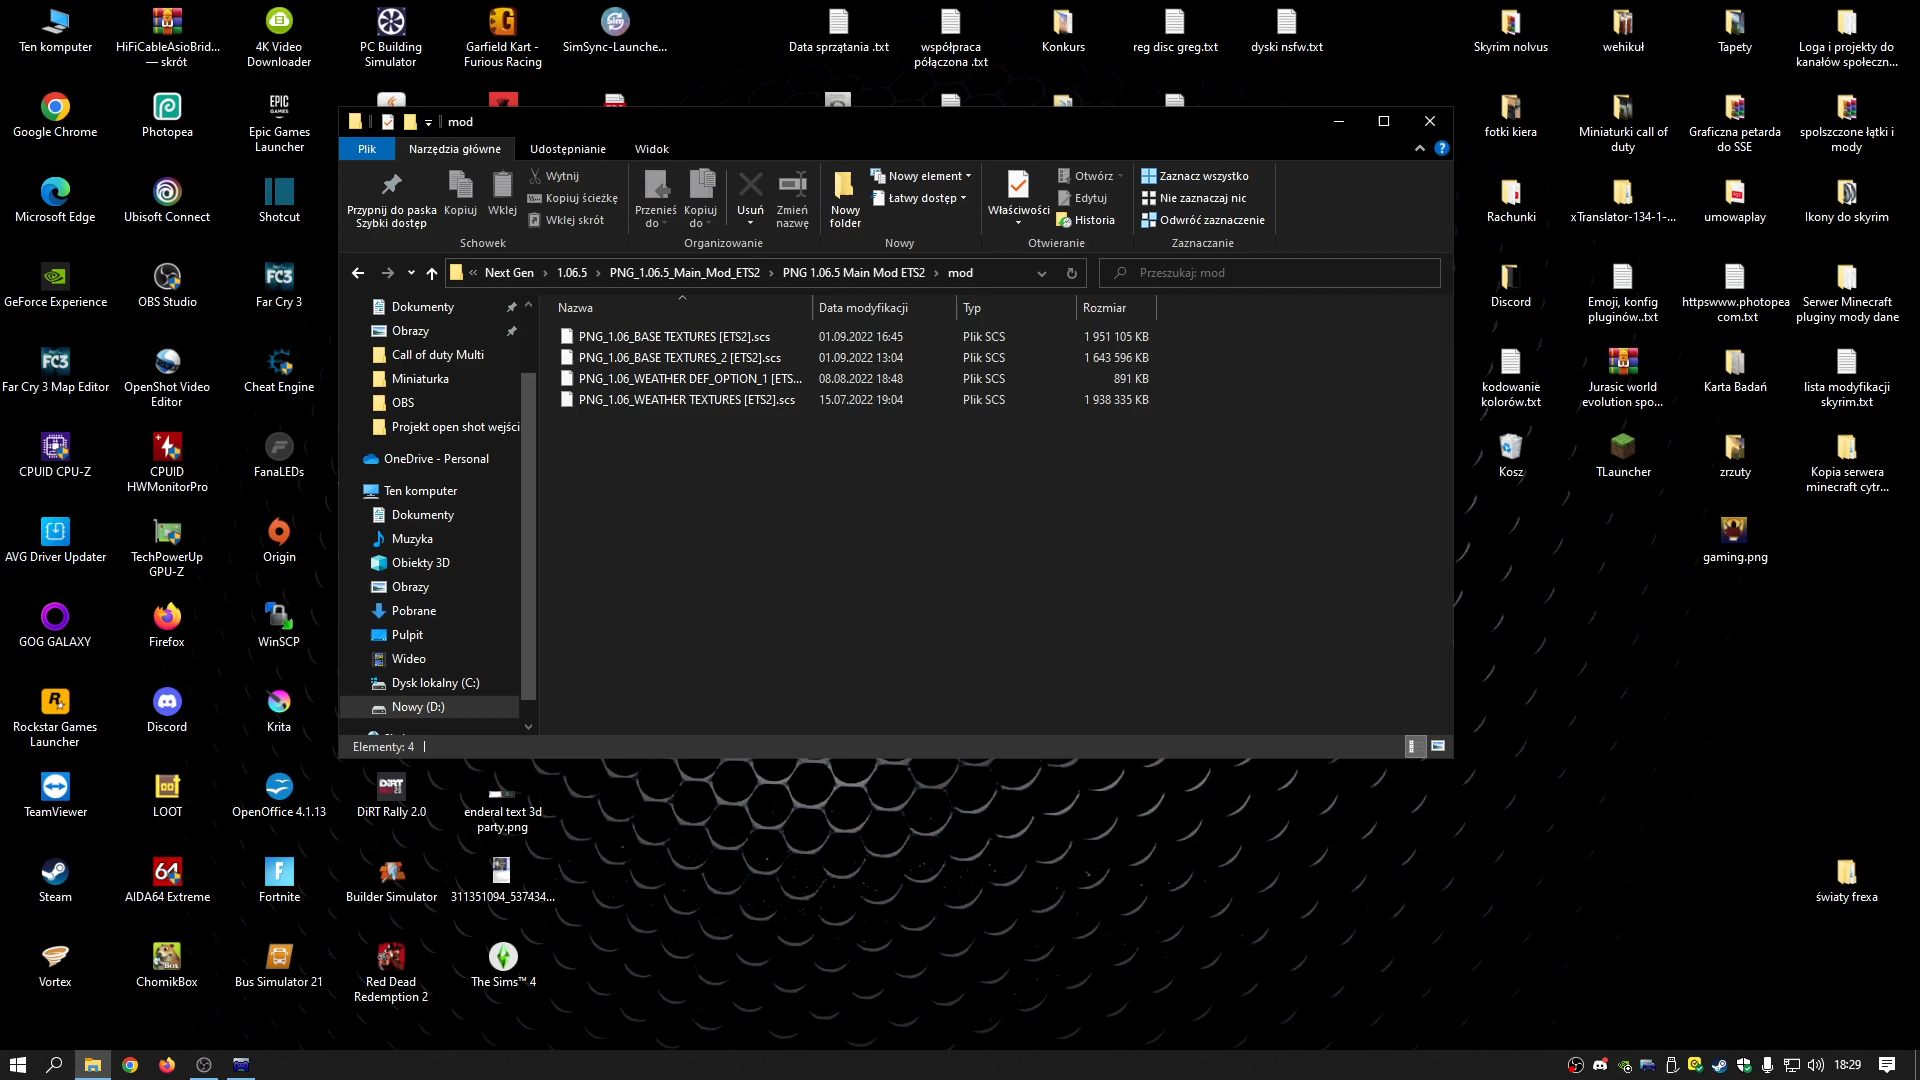 Ten komputer
HiFiCableAsioBrid...
— skrót
4K Video
Downloader
PC Building
Simulator
Garfield Kart -
Furious Racing
SimSync-Launche...
Data sprzątania .txt
współpraca
połączona .txt
Konkurs
reg disc greg.txt
dyski nsfw.txt
Skyrim nolvus
wehikuł
Tapety
Loga i projekty do
kanałów społeczn...
Google Chrome
Photopea
Epic Games
Launcher
fotki kiera
Miniaturki call of
duty
Graficzna petarda
do SSE
spolszczone łątki i
mody
Microsoft Edge
Ubisoft Connect
Shotcut
Rachunki
xTranslator-134-1-...
umowaplay
Ikony do skyrim
GeForce Experience
OBS Studio
Far Cry 3
Discord
Emoji, konfig
pluginów..txt
httpswww.photopea
com.txt
Serwer Minecraft
pluginy mody dane
Far Cry 3 Map Editor
OpenShot Video
Editor
Cheat Engine
kodowanie
kolorów.txt
Jurasic world
evolution spo...
Karta Badań
lista modyfikacji
skyrim.txt
CPUID CPU-Z
CPUID
HWMonitorPro
FanaLEDs
Kosz
TLauncher
zrzuty
Kopia serwera
minecraft cytr...
AVG Driver Updater
TechPowerUp
GPU-Z
Origin
gaming.png
GOG GALAXY
Firefox
WinSCP
Rockstar Games
Launcher
Discord
Krita
TeamViewer
LOOT
OpenOffice 4.1.13
DiRT Rally 2.0
enderal text 3d
party.png
Steam
AIDA64 Extreme
Fortnite
Builder Simulator
311351094_537434...
światy frexa
Vortex
ChomikBox
Bus Simulator 21
Red Dead
Redemption 2
The Sims™ 4
mod
Plik
Narzędzia główne
Udostępnianie
Widok
Przypnij do paska
Szybki dostęp
Kopiuj
Wklej
Wytnij
Kopiuj ścieżkę
Wklej skrót
Schowek
Przenieś
do
Kopiuj
do
Usuń
Zmień
nazwę
Organizowanie
Nowy
folder
Nowy element
Łatwy dostęp
Nowy
Właściwości
Otwórz
Edytuj
Historia
Otwieranie
Zaznacz wszystko
Nie zaznaczaj nic
Odwróć zaznaczenie
Zaznaczanie
« Next Gen › 1.06.5 › PNG_1.06.5_Main_Mod_ETS2 › PNG 1.06.5 Main Mod ETS2 › mod
Przeszukaj: mod
Dokumenty
Obrazy
Call of duty Multi
Miniaturka
OBS
Projekt open shot wejści
OneDrive - Personal
Ten komputer
Dokumenty
Muzyka
Obiekty 3D
Obrazy
Pobrane
Pulpit
Wideo
Dysk lokalny (C:)
Nowy (D:)
Nazwa Data modyfikacji Typ Rozmiar
PNG_1.06_BASE TEXTURES [ETS2].scs 01.09.2022 16:45 Plik SCS 1 951 105 KB
PNG_1.06_BASE TEXTURES_2 [ETS2].scs 01.09.2022 13:04 Plik SCS 1 643 596 KB
PNG_1.06_WEATHER DEF_OPTION_1 [ETS... 08.08.2022 18:48 Plik SCS 891 KB
PNG_1.06_WEATHER TEXTURES [ETS2].scs 15.07.2022 19:04 Plik SCS 1 938 335 KB
Elementy: 4
18:29